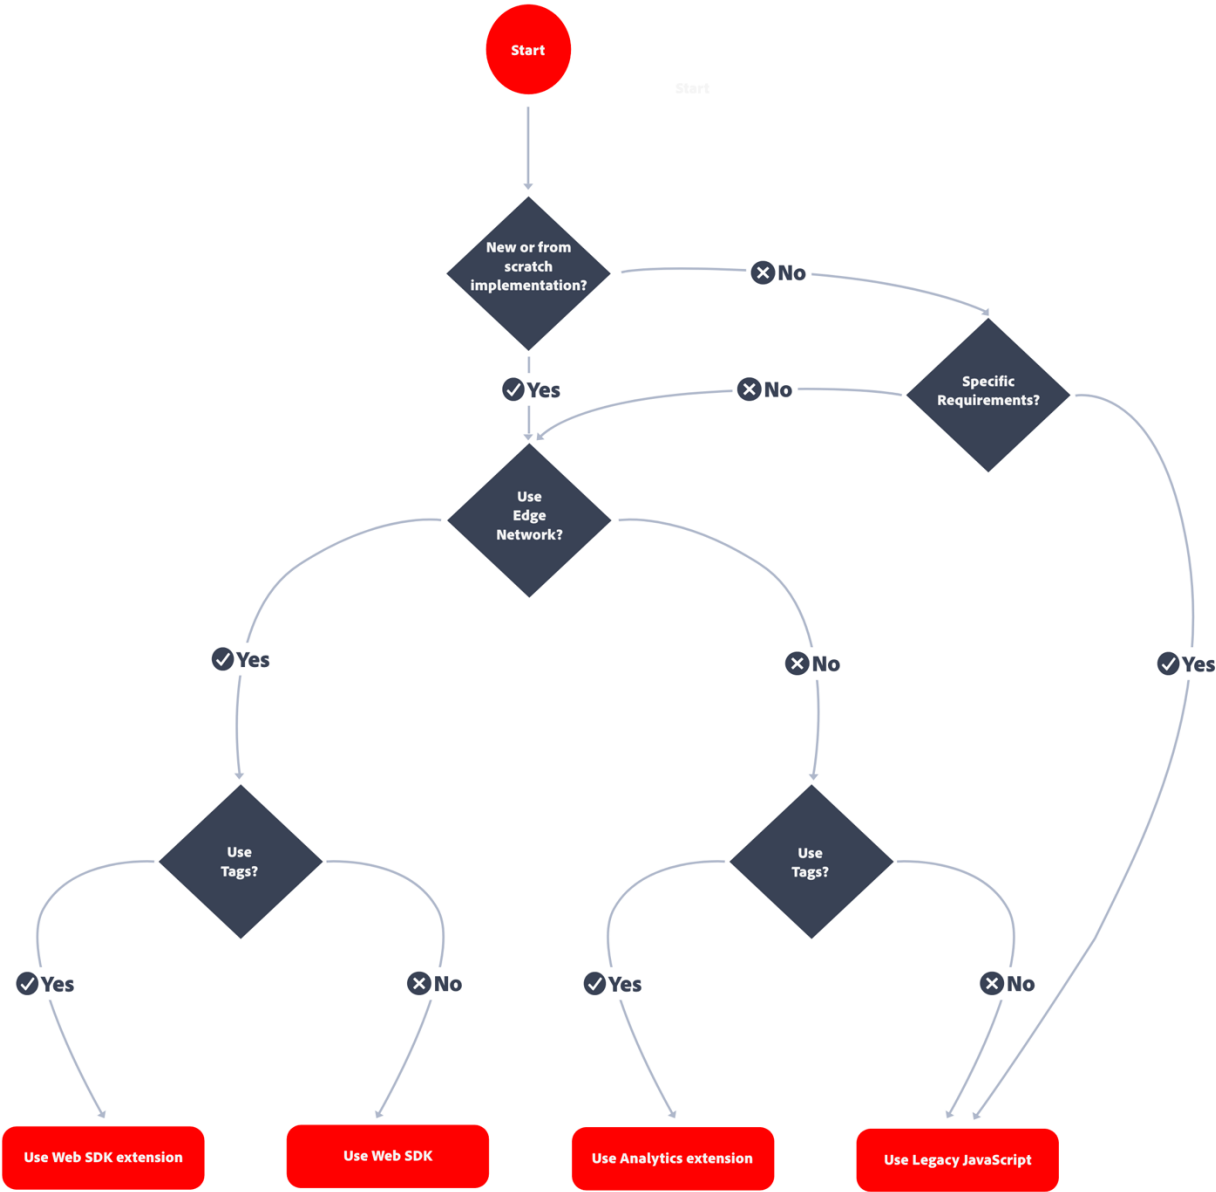 Start
Start
New or from
scratch
implementation?
No
Specific
Requirements?
Yes
No
Use
Edge
Network?
Yes
No
Yes
Use
Tags?
Use
Tags?
Yes
No
Yes
No
Use Web SDK extension
Use Web SDK
Use Analytics extension
Use Legacy JavaScript